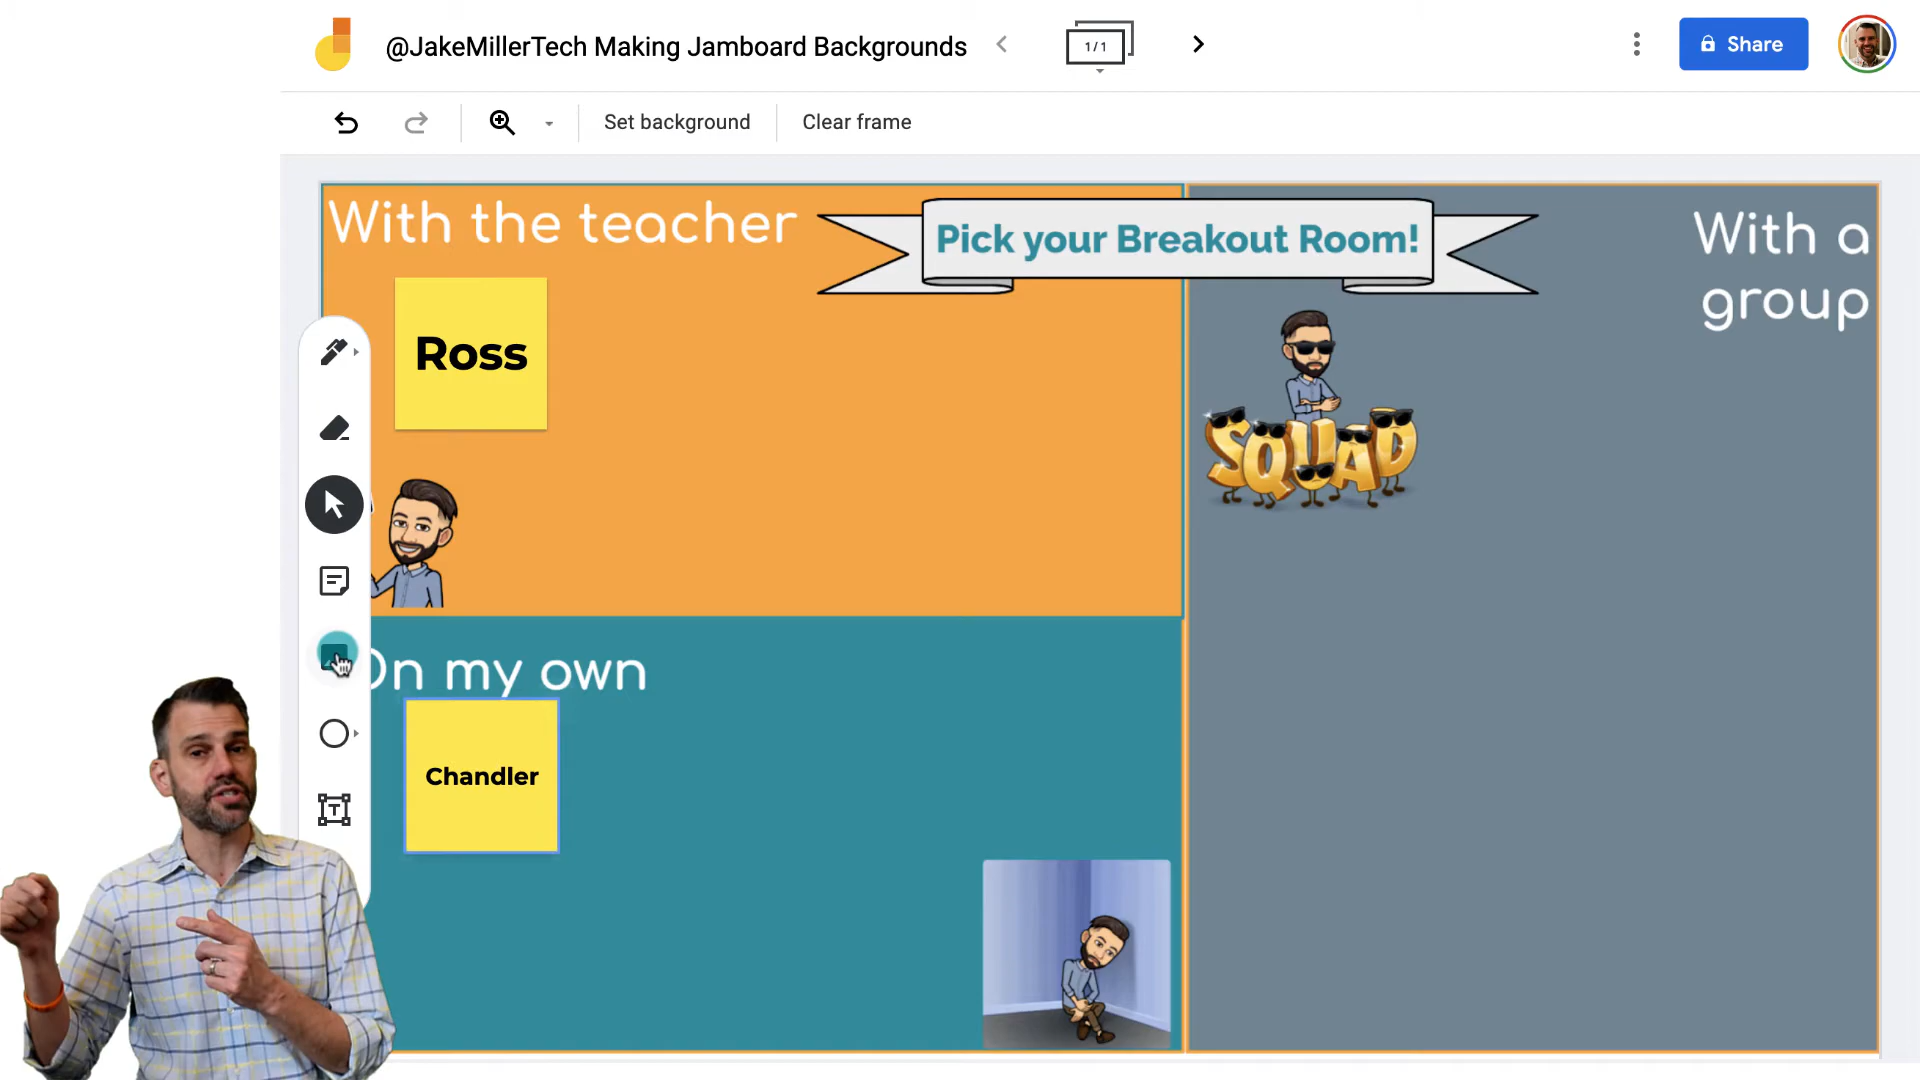 @JakeMillerTech Making Jamboard Backgrounds
1/1
Share
Set background
Clear frame
With the teacher
Pick your Breakout Room!
With a
group
Ross
SQUAD
On my own
Chandler
T